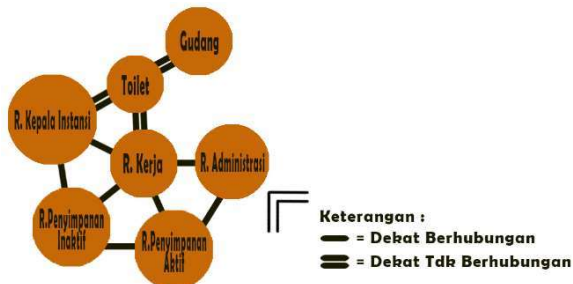 Gudang
Toilet
R. Kepala Instansi
R. Kerja
R. Administrasi
R.Penyimpanan
Inaktif
R.Penyimpanan
Aktif
Keterangan :
= Dekat Berhubungan
= Dekat Tdk Berhubungan